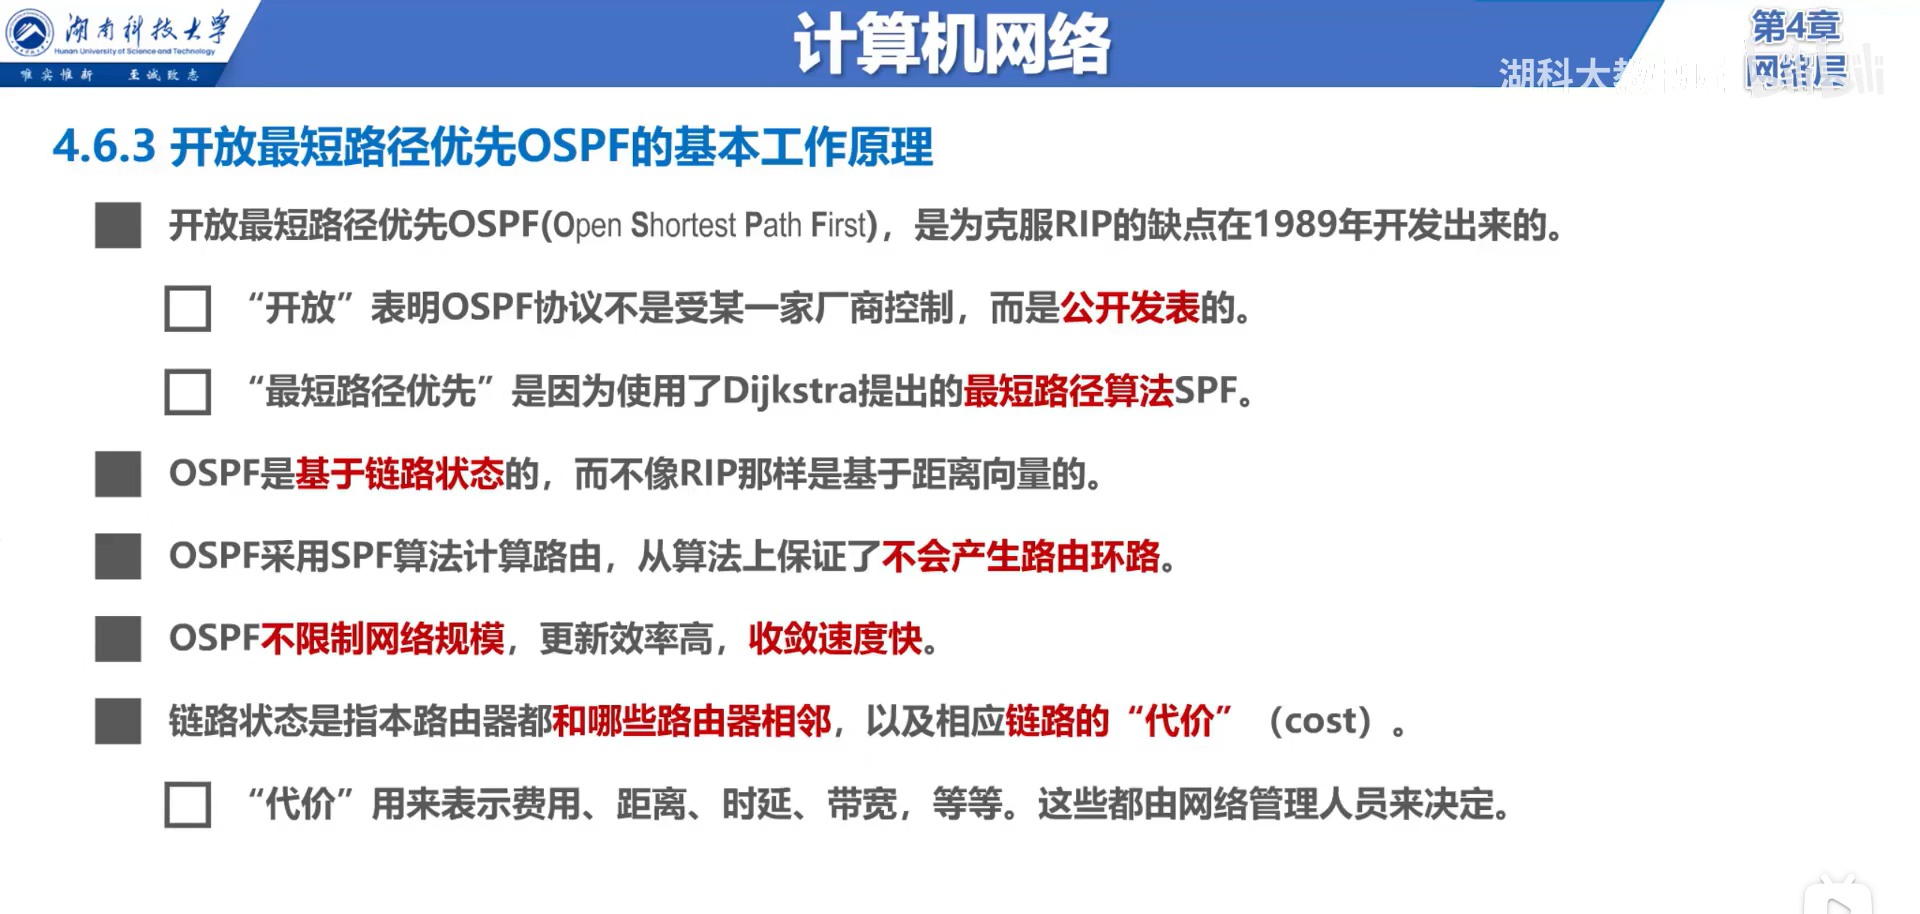 湖南科技大学
Hunan University of Science and Technology
唯实惟新 至诚致志
计算机网络
第4章
网络层
湖科大教
4.6.3 开放最短路径优先OSPF的基本工作原理
开放最短路径优先OSPF(Open Shortest Path First)，是为克服RIP的缺点在1989年开发出来的。
“开放”表明OSPF协议不是受某一家厂商控制，而是公开发表的。
“最短路径优先”是因为使用了Dijkstra提出的最短路径算法SPF。
OSPF是基于链路状态的，而不像RIP那样是基于距离向量的。
OSPF采用SPF算法计算路由，从算法上保证了不会产生路由环路。
OSPF不限制网络规模，更新效率高，收敛速度快。
链路状态是指本路由器都和哪些路由器相邻，以及相应链路的“代价”（cost）。
“代价”用来表示费用、距离、时延、带宽，等等。这些都由网络管理人员来决定。